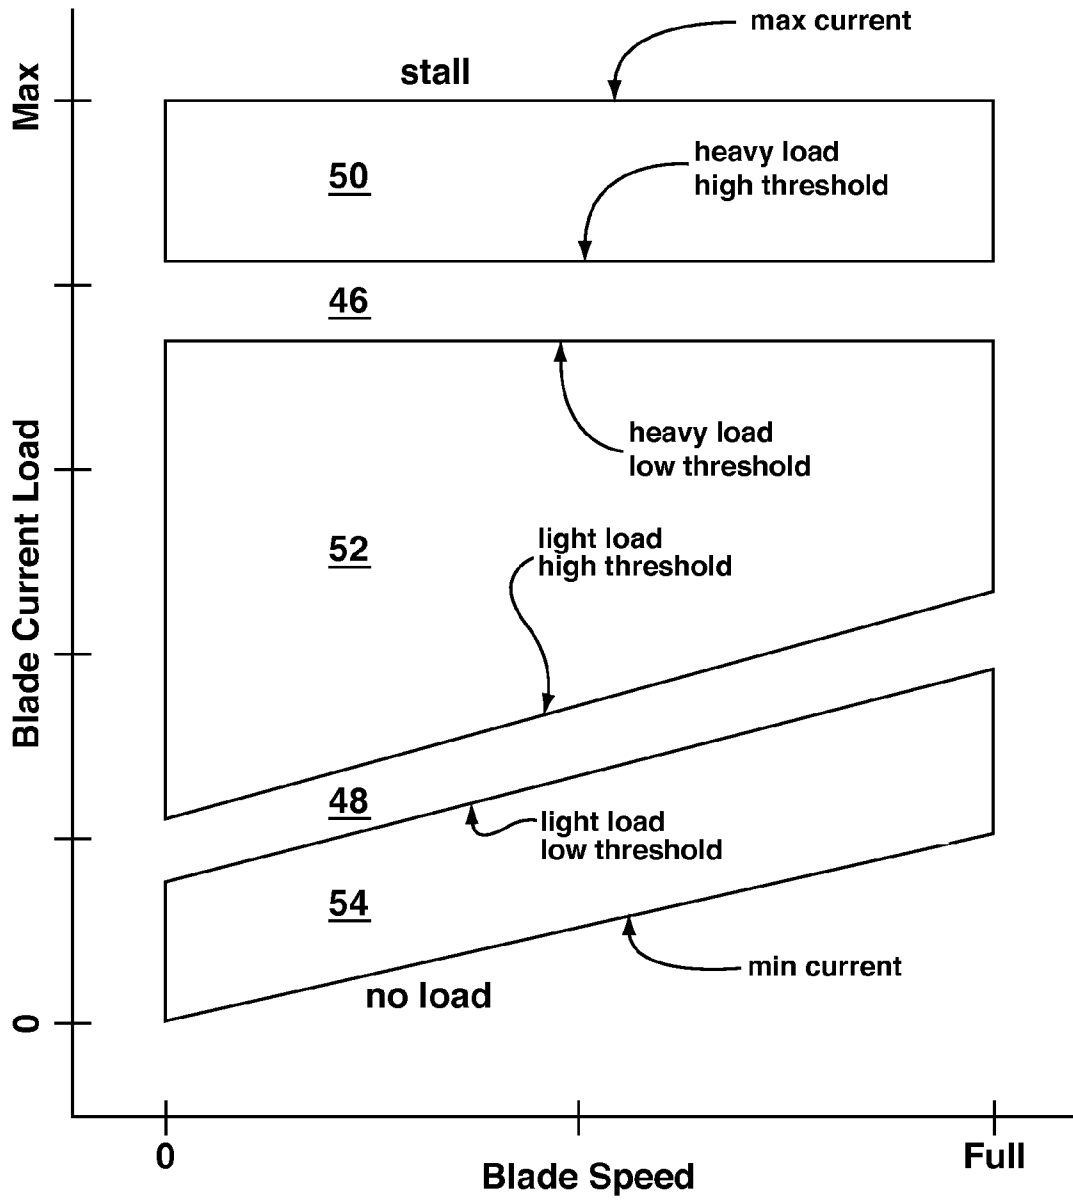 max current
stall
Max
50
heavy load
high threshold
46
heavy load
low threshold
Blade Current Load
52
light load
high threshold
48
light load
low threshold
54
min current
no load
0
0
Full
Blade Speed